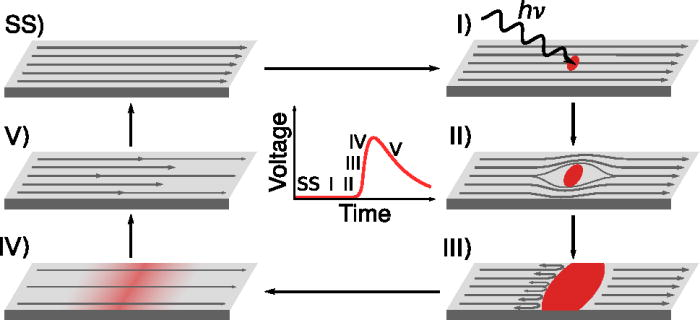 SS)
I)
hν
V)
II)
Voltage
IV
III
V
SS I II
Time
IV)
III)